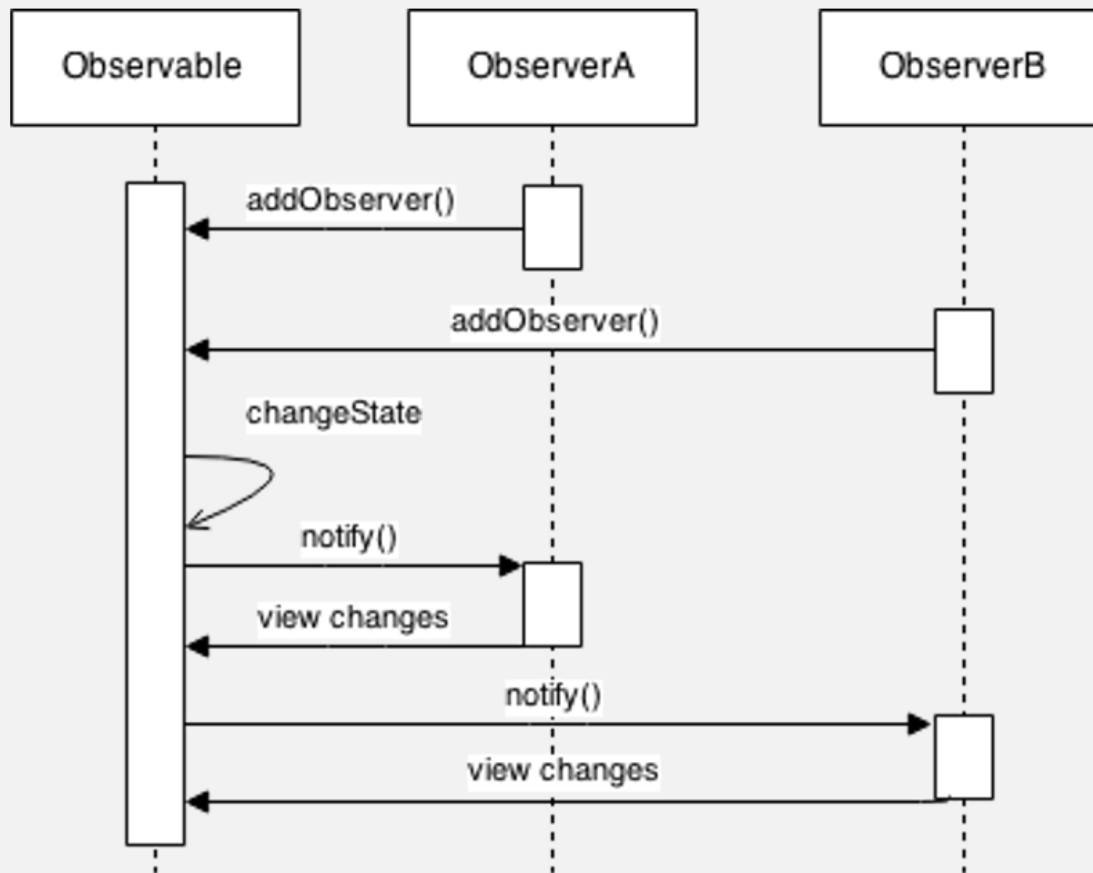 Observable
ObserverA
ObserverB
addObserver()
addObserver()
changeState
notify()
view changes
notify()
view changes